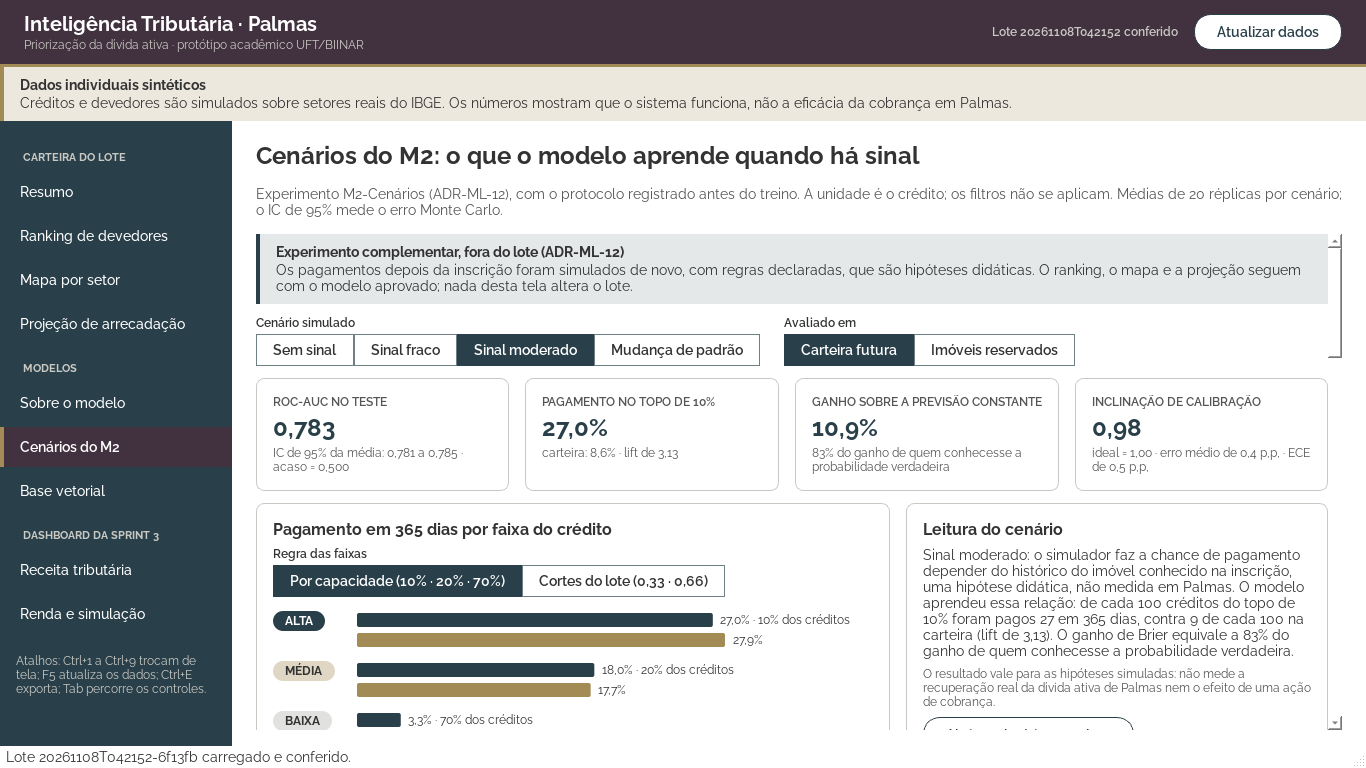 Inteligência Tributária · Palmas
Priorização da dívida ativa · protótipo acadêmico UFT/BIINAR
Lote 20261108T042152 conferido
Atualizar dados
Dados individuais sintéticos
Créditos e devedores são simulados sobre setores reais do IBGE. Os números mostram que o sistema funciona, não a eficácia da cobrança em Palmas.
CARTEIRA DO LOTE
Resumo
Ranking de devedores
Mapa por setor
Projeção de arrecadação
MODELOS
Sobre o modelo
Cenários do M2
Base vetorial
DASHBOARD DA SPRINT 3
Receita tributária
Renda e simulação
Atalhos: Ctrl+1 a Ctrl+9 trocam de
tela; F5 atualiza os dados; Ctrl+E
exporta; Tab percorre os controles.
Cenários do M2: o que o modelo aprende quando há sinal
Experimento M2-Cenários (ADR-ML-12), com o protocolo registrado antes do treino. A unidade é o crédito; os filtros não se aplicam. Médias de 20 réplicas por cenário;
o IC de 95% mede o erro Monte Carlo.
Experimento complementar, fora do lote (ADR-ML-12)
Os pagamentos depois da inscrição foram simulados de novo, com regras declaradas, que são hipóteses didáticas. O ranking, o mapa e a projeção seguem
com o modelo aprovado; nada desta tela altera o lote.
Cenário simulado
Sem sinal
Sinal fraco
Sinal moderado
Mudança de padrão
Avaliado em
Carteira futura
Imóveis reservados
ROC-AUC NO TESTE
0,783
IC de 95% da média: 0,781 a 0,785 ·
acaso = 0,500
PAGAMENTO NO TOPO DE 10%
27,0%
carteira: 8,6% · lift de 3,13
GANHO SOBRE A PREVISÃO CONSTANTE
10,9%
83% do ganho de quem conhecesse a
probabilidade verdadeira
INCLINAÇÃO DE CALIBRAÇÃO
0,98
ideal = 1,00 · erro médio de 0,4 p.p. · ECE
de 0,5 p.p.
Pagamento em 365 dias por faixa do crédito
Regra das faixas
Por capacidade (10% · 20% · 70%)
Cortes do lote (0,33 · 0,66)
ALTA
27,0% · 10% dos créditos
27,9%
MÉDIA
18,0% · 20% dos créditos
17,7%
BAIXA
3,3% · 70% dos créditos
Leitura do cenário
Sinal moderado: o simulador faz a chance de pagamento
depender do histórico do imóvel conhecido na inscrição,
uma hipótese didática, não medida em Palmas. O modelo
aprendeu essa relação: de cada 100 créditos do topo de
10% foram pagos 27 em 365 dias, contra 9 de cada 100 na
carteira (lift de 3,13). O ganho de Brier equivale a 83% do
ganho de quem conhecesse a probabilidade verdadeira.
O resultado vale para as hipóteses simuladas: não mede a
recuperação real da dívida ativa de Palmas nem o efeito de uma ação
de cobrança.
Lote 20261108T042152-6f13fb carregado e conferido.